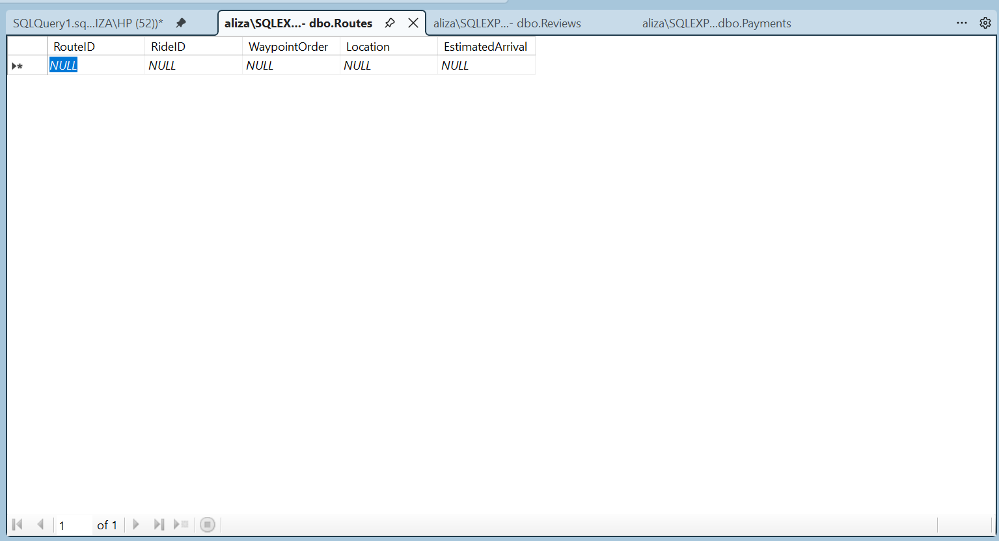 SQLQuery1.sq...IZA\HP (52))* aliza\SQLEX...- dbo.Routes aliza\SQLEXP...- dbo.Reviews aliza\SQLEXP...dbo.Payments
RouteID RideID WaypointOrder Location EstimatedArrival
NULL NULL NULL NULL NULL
1 of 1